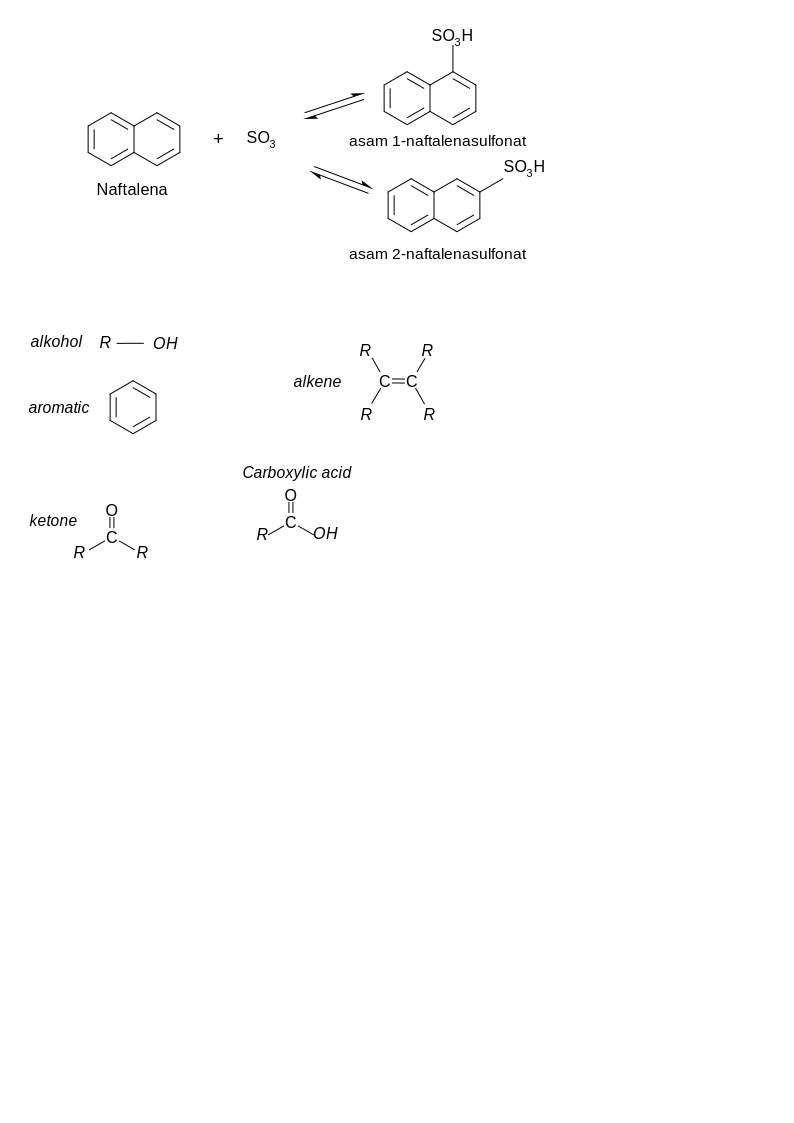 SO3H
+ SO3
asam 1-naftalenasulfonat
SO3H
Naftalena
asam 2-naftalenasulfonat
alkohol R OH
R R
alkene C C
aromatic
R R
Carboxylic acid
O
O
ketone
C
C
R OH
R R